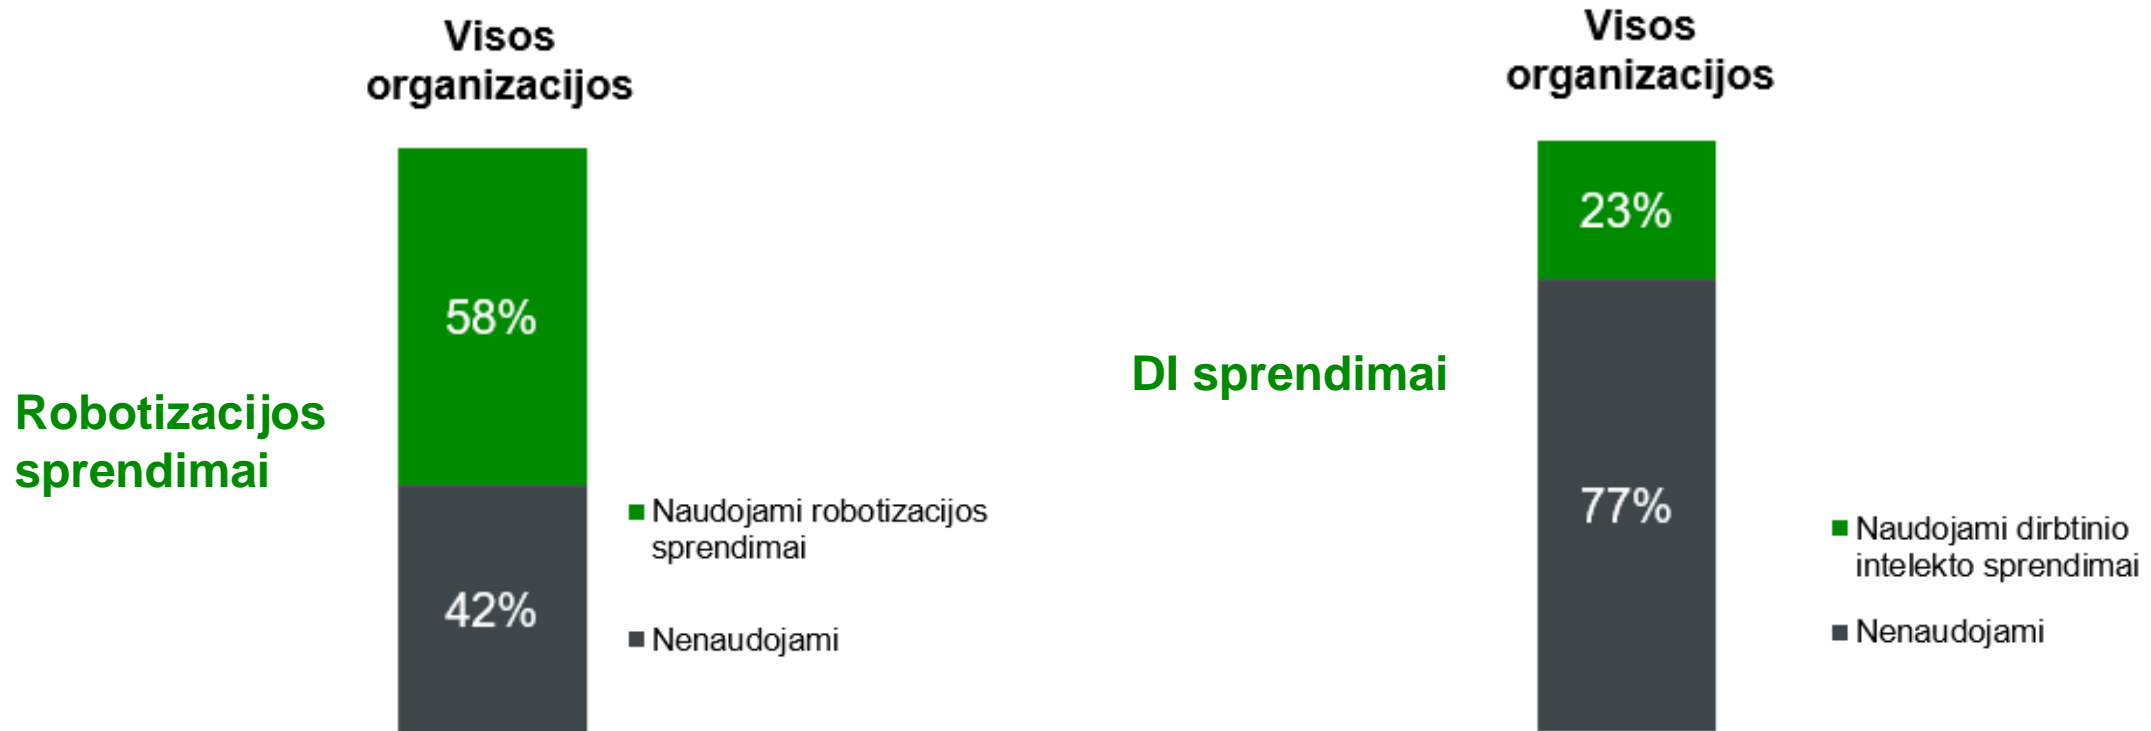 Visos
organizacijos
58%
42%
Robotizacijos
sprendimai
Naudojami robotizacijos
sprendimai
Nenaudojami
Visos
organizacijos
23%
77%
DI sprendimai
Naudojami dirbtinio
intelekto sprendimai
Nenaudojami